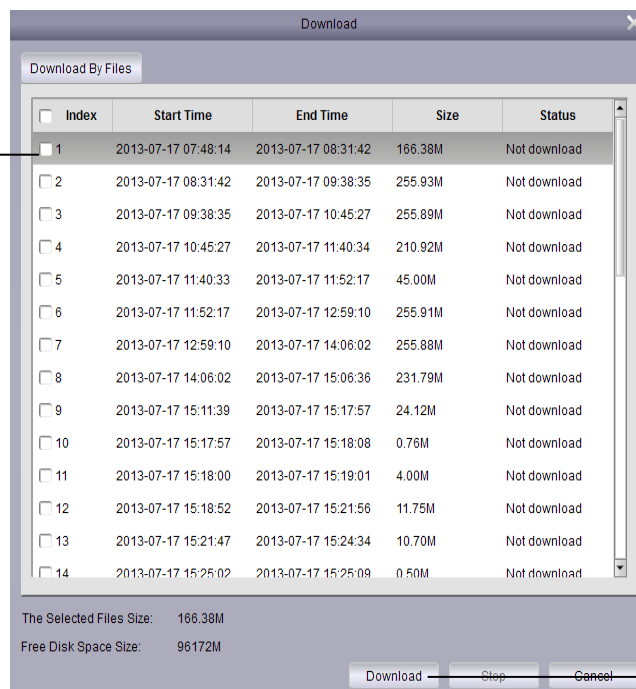 Download
Download By Files
Index Start Time End Time Size Status
1 2013-07-17 07:48:14 2013-07-17 08:31:42 166.38M Not download
2 2013-07-17 08:31:42 2013-07-17 09:38:35 255.93M Not download
3 2013-07-17 09:38:35 2013-07-17 10:45:27 255.89M Not download
4 2013-07-17 10:45:27 2013-07-17 11:40:34 210.92M Not download
5 2013-07-17 11:40:33 2013-07-17 11:52:17 45.00M Not download
6 2013-07-17 11:52:17 2013-07-17 12:59:10 255.91M Not download
7 2013-07-17 12:59:10 2013-07-17 14:06:02 255.88M Not download
8 2013-07-17 14:06:02 2013-07-17 15:06:36 231.79M Not download
9 2013-07-17 15:11:39 2013-07-17 15:17:57 24.12M Not download
10 2013-07-17 15:17:57 2013-07-17 15:18:08 0.76M Not download
11 2013-07-17 15:18:00 2013-07-17 15:19:01 4.00M Not download
12 2013-07-17 15:18:52 2013-07-17 15:21:56 11.75M Not download
13 2013-07-17 15:21:47 2013-07-17 15:24:34 10.70M Not download
14 2013-07-17 15:25:02 2013-07-17 15:25:09 0.50M Not download
The Selected Files Size: 166.38M
Free Disk Space Size: 96172M
Download Stop Cancel